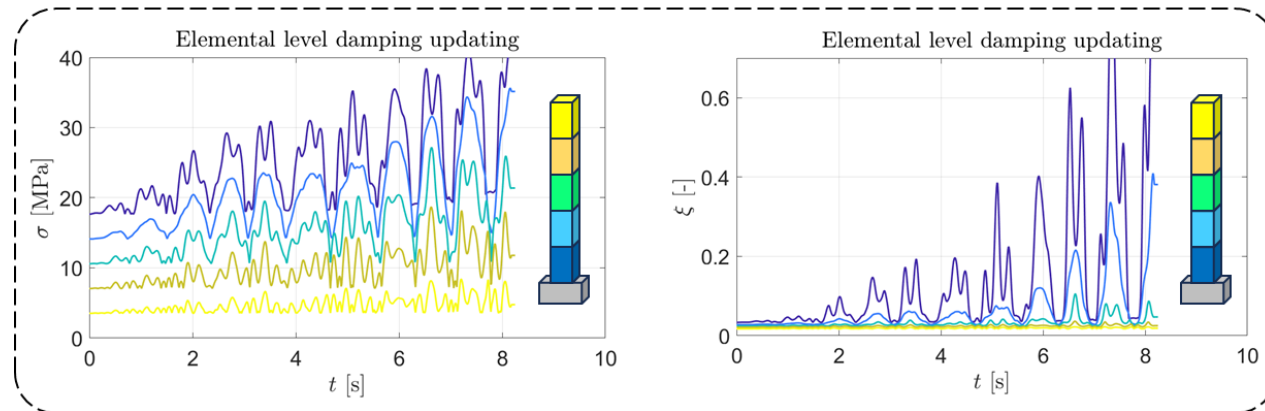 Elemental level damping updating
σ [MPa]
40
30
20
10
0
0 2 4 6 8 10
t [s]
Elemental level damping updating
ξ [-]
0.6
0.4
0.2
0
0 2 4 6 8 10
t [s]